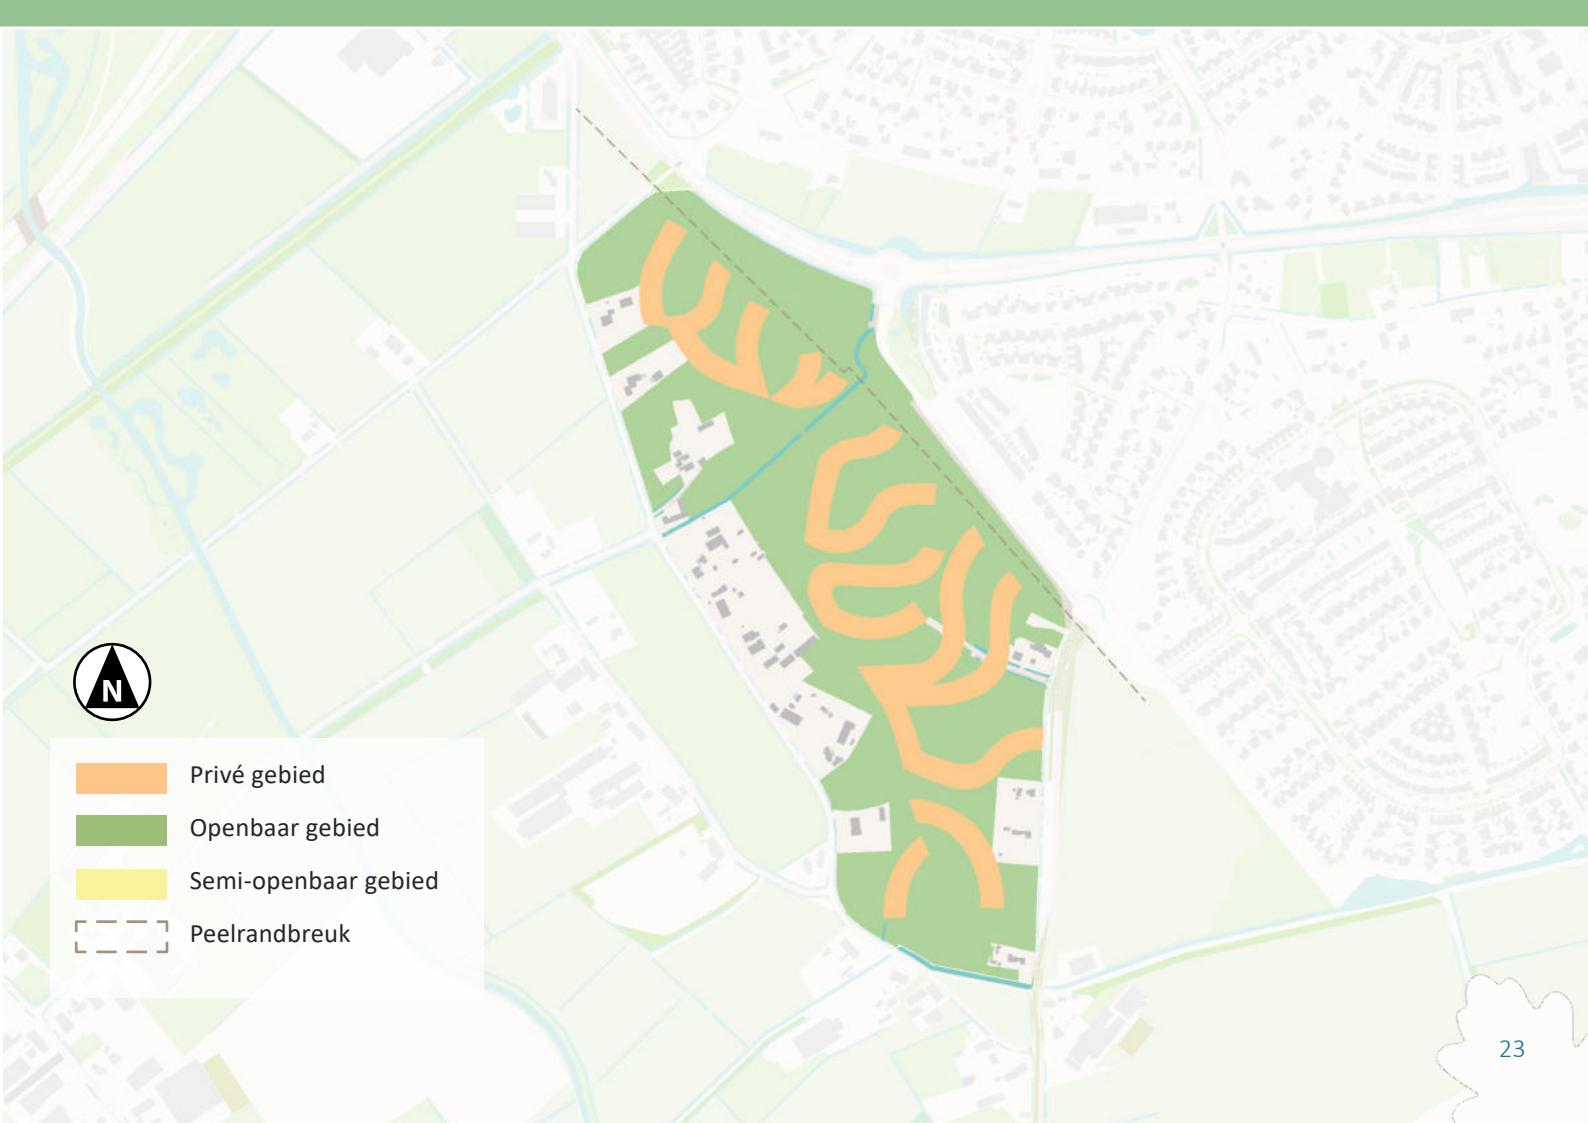 N
Privé gebied
Openbaar gebied
Semi-openbaar gebied
Peelrandbreuk
23